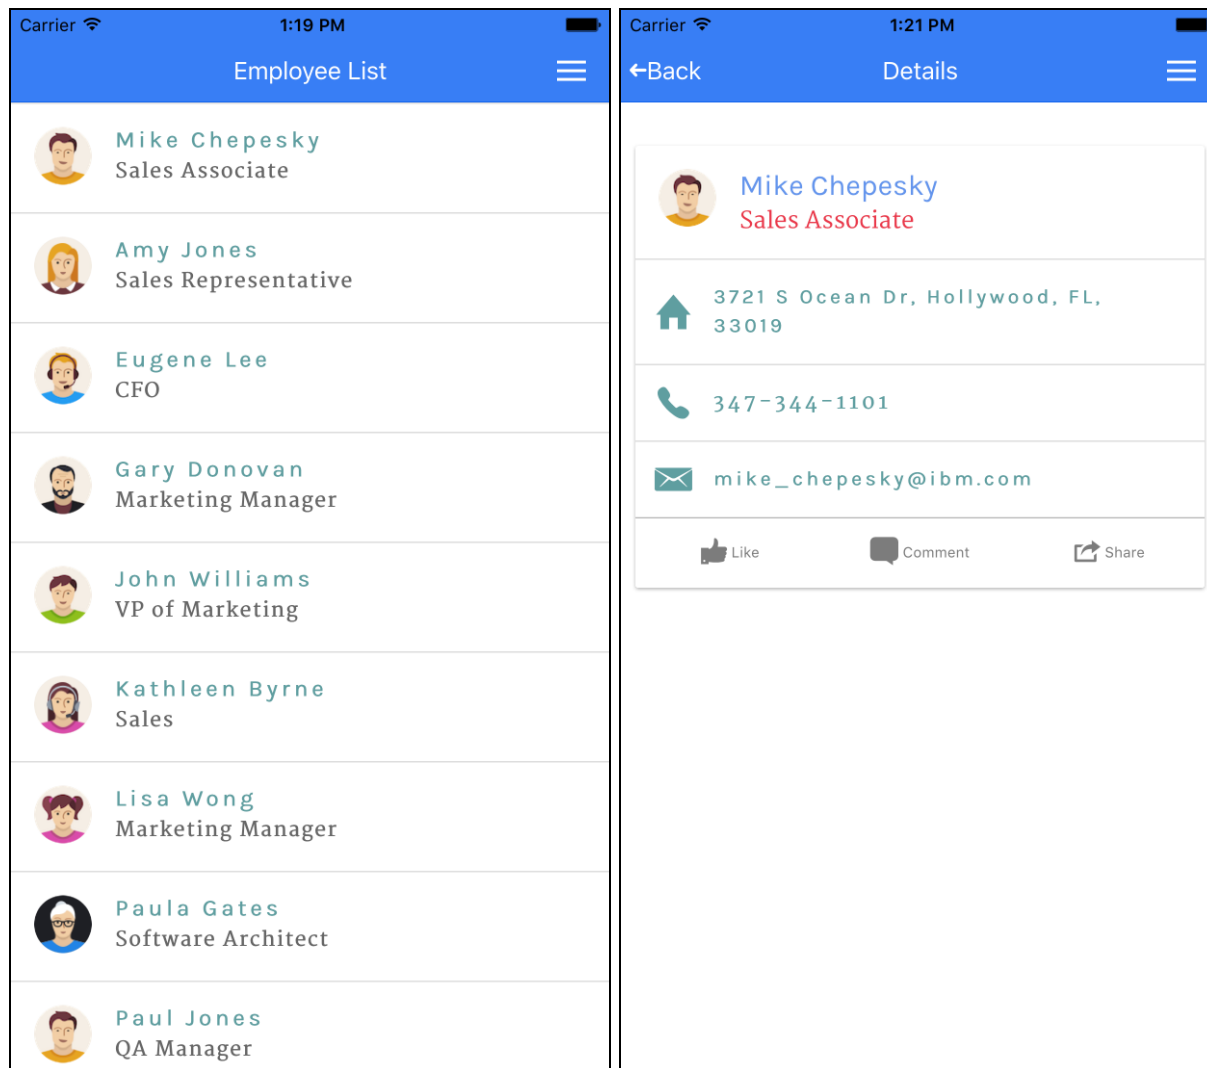 Carrier 1:19 PM
Employee List
Mike Chepesky
Sales Associate
Amy Jones
Sales Representative
Eugene Lee
CFO
Gary Donovan
Marketing Manager
John Williams
VP of Marketing
Kathleen Byrne
Sales
Lisa Wong
Marketing Manager
Paula Gates
Software Architect
Paul Jones
QA Manager
Carrier 1:21 PM
Back Details
Mike Chepesky
Sales Associate
3721 S Ocean Dr, Hollywood, FL,
33019
347-344-1101
mike_chepesky@ibm.com
Like Comment Share